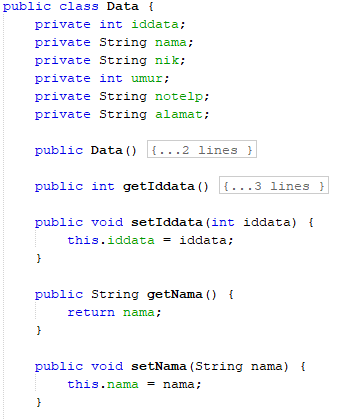 public class Data {
    private int iddata;
    private String nama;
    private String nik;
    private int umur;
    private String notelp;
    private String alamat;

    public Data() {...2 lines }

    public int getIddata() {...3 lines }

    public void setIddata(int iddata) {
        this.iddata = iddata;
    }

    public String getNama() {
        return nama;
    }

    public void setNama(String nama) {
        this.nama = nama;
    }